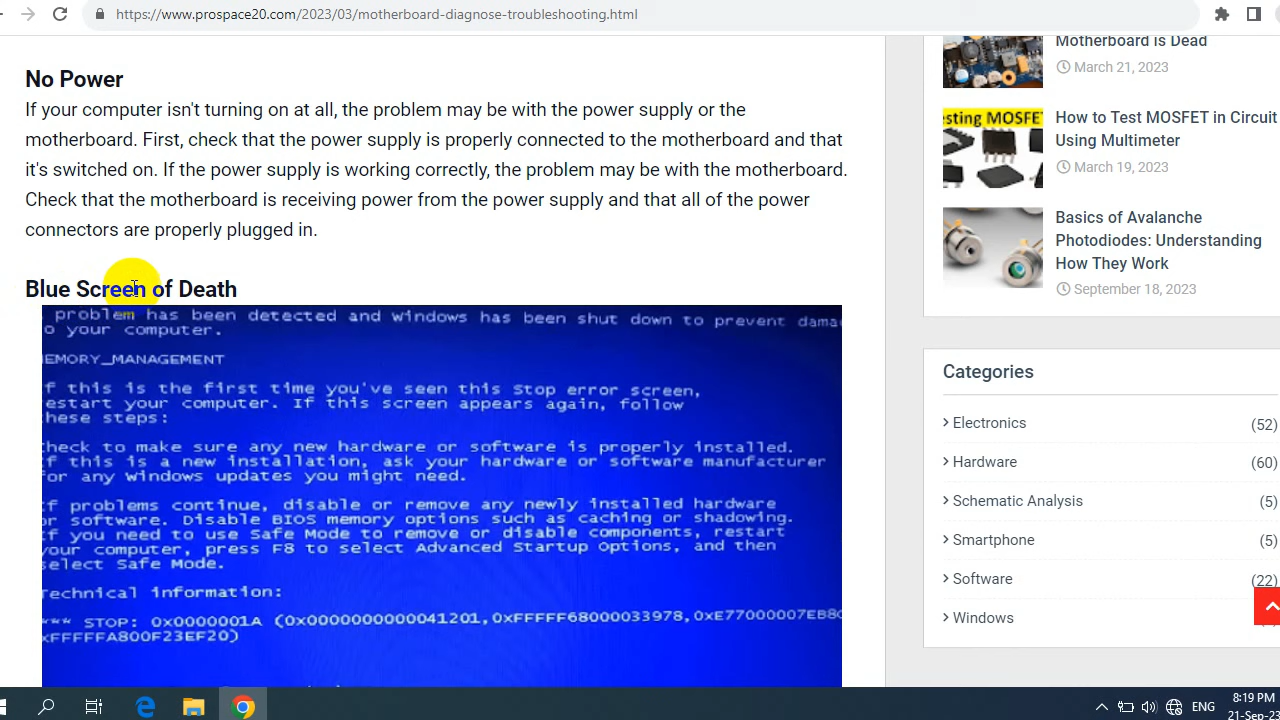 https://www.prospace20.com/2023/03/motherboard-diagnose-troubleshooting.html
No Power
If your computer isn't turning on at all, the problem may be with the power supply or the
motherboard. First, check that the power supply is properly connected to the motherboard and that
it's switched on. If the power supply is working correctly, the problem may be with the motherboard.
Check that the motherboard is receiving power from the power supply and that all of the power
connectors are properly plugged in.
Blue Screen of Death
problem has been detected and Windows has been shut down to prevent dama
o your computer.
EMORY_MANAGEMENT
f this is the first time you've seen this Stop error screen,
estart your computer. If this screen appears again, follow
hese steps:
heck to make sure any new hardware or software is properly installed.
f this is a new installation, ask your hardware or software manufacturer
or any Windows updates you might need.
f problems continue, disable or remove any newly installed hardware
or software. Disable BIOS memory options such as caching or shadowing.
f you need to use Safe Mode to remove or disable components, restart
your computer, press F8 to select Advanced Startup Options, and then
select Safe Mode.
echnical information:
*** STOP: 0x0000001A (0x0000000000041201,0xFFFFF68000033978,0xE77000007EB8
xFFFFFA800F23EF20)
Motherboard is Dead
March 21, 2023
esting MOSFET
How to Test MOSFET in Circuit
Using Multimeter
March 19, 2023
Basics of Avalanche
Photodiodes: Understanding
How They Work
September 18, 2023
Categories
Electronics (52)
Hardware (60)
Schematic Analysis (5)
Smartphone (5)
Software (22)
Windows
ENG
8:19 PM
21-Sep-23